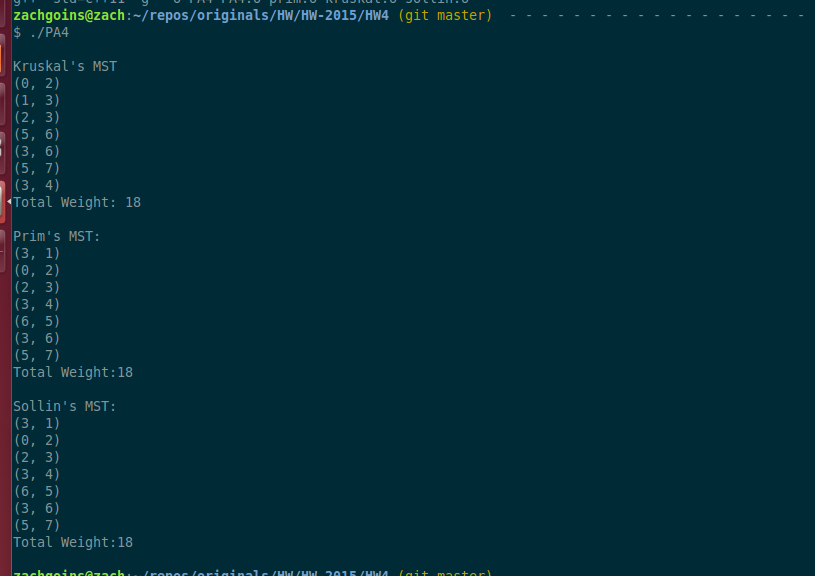 zachgoins@zach:~/repos/originals/HW/HW-2015/HW4 (git master) - - - - - - - - - - - - - - - - - - -
$ ./PA4
Kruskal's MST
(0, 2)
(1, 3)
(2, 3)
(5, 6)
(3, 6)
(5, 7)
(3, 4)
Total Weight: 18
Prim's MST:
(3, 1)
(0, 2)
(2, 3)
(3, 4)
(6, 5)
(3, 6)
(5, 7)
Total Weight:18
Sollin's MST:
(3, 1)
(0, 2)
(2, 3)
(3, 4)
(6, 5)
(3, 6)
(5, 7)
Total Weight:18
zachgoins@zach:~/repos/originals/HW/HW-2015/HW4 (git master)